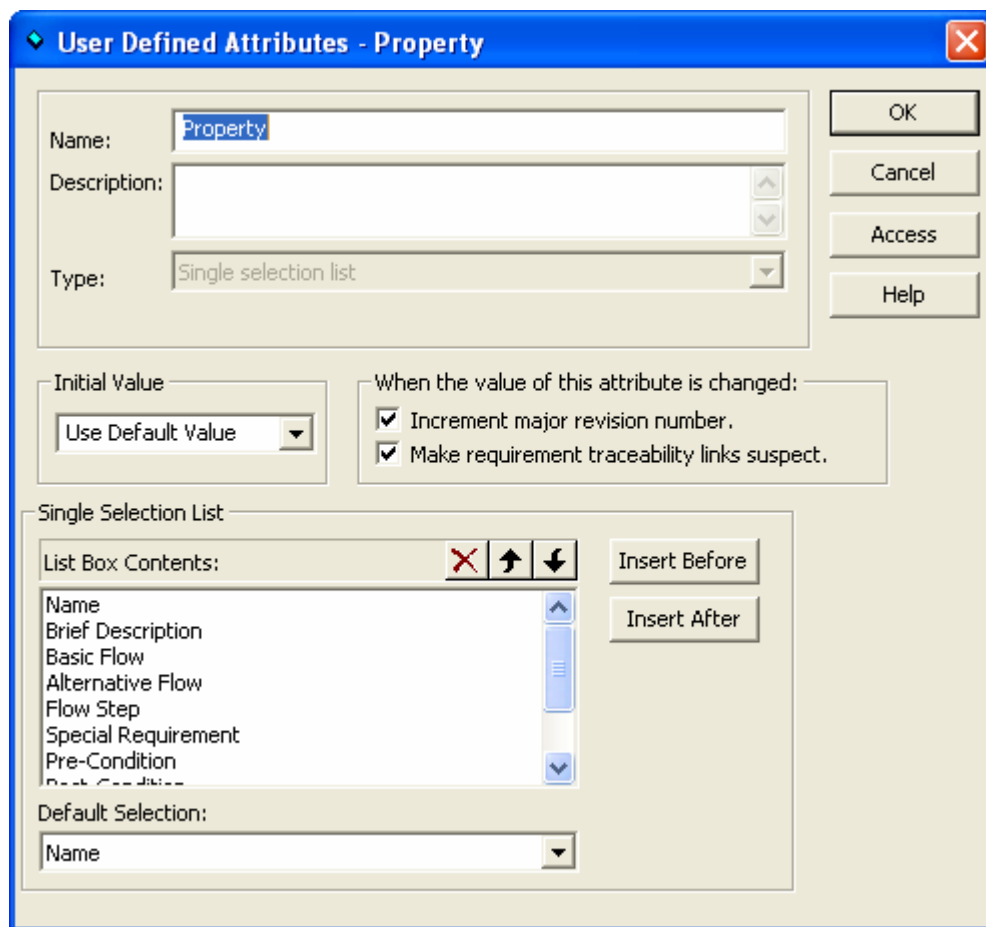 User Defined Attributes - Property
Name:
Property
OK
Description:
Cancel
Access
Type:
Single selection list
Help
Initial Value
Use Default Value
When the value of this attribute is changed:
Increment major revision number.
Make requirement traceability links suspect.
Single Selection List
List Box Contents:
Insert Before
Insert After
Name
Brief Description
Basic Flow
Alternative Flow
Flow Step
Special Requirement
Pre-Condition
Default Selection:
Name